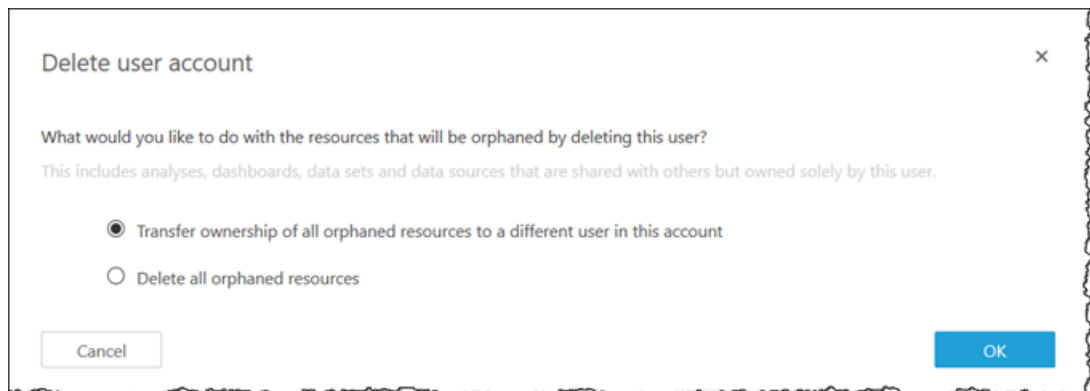 Delete user account
What would you like to do with the resources that will be orphaned by deleting this user?
This includes analyses, dashboards, data sets and data sources that are shared with others but owned solely by this user.
Transfer ownership of all orphaned resources to a different user in this account
Delete all orphaned resources
Cancel
OK